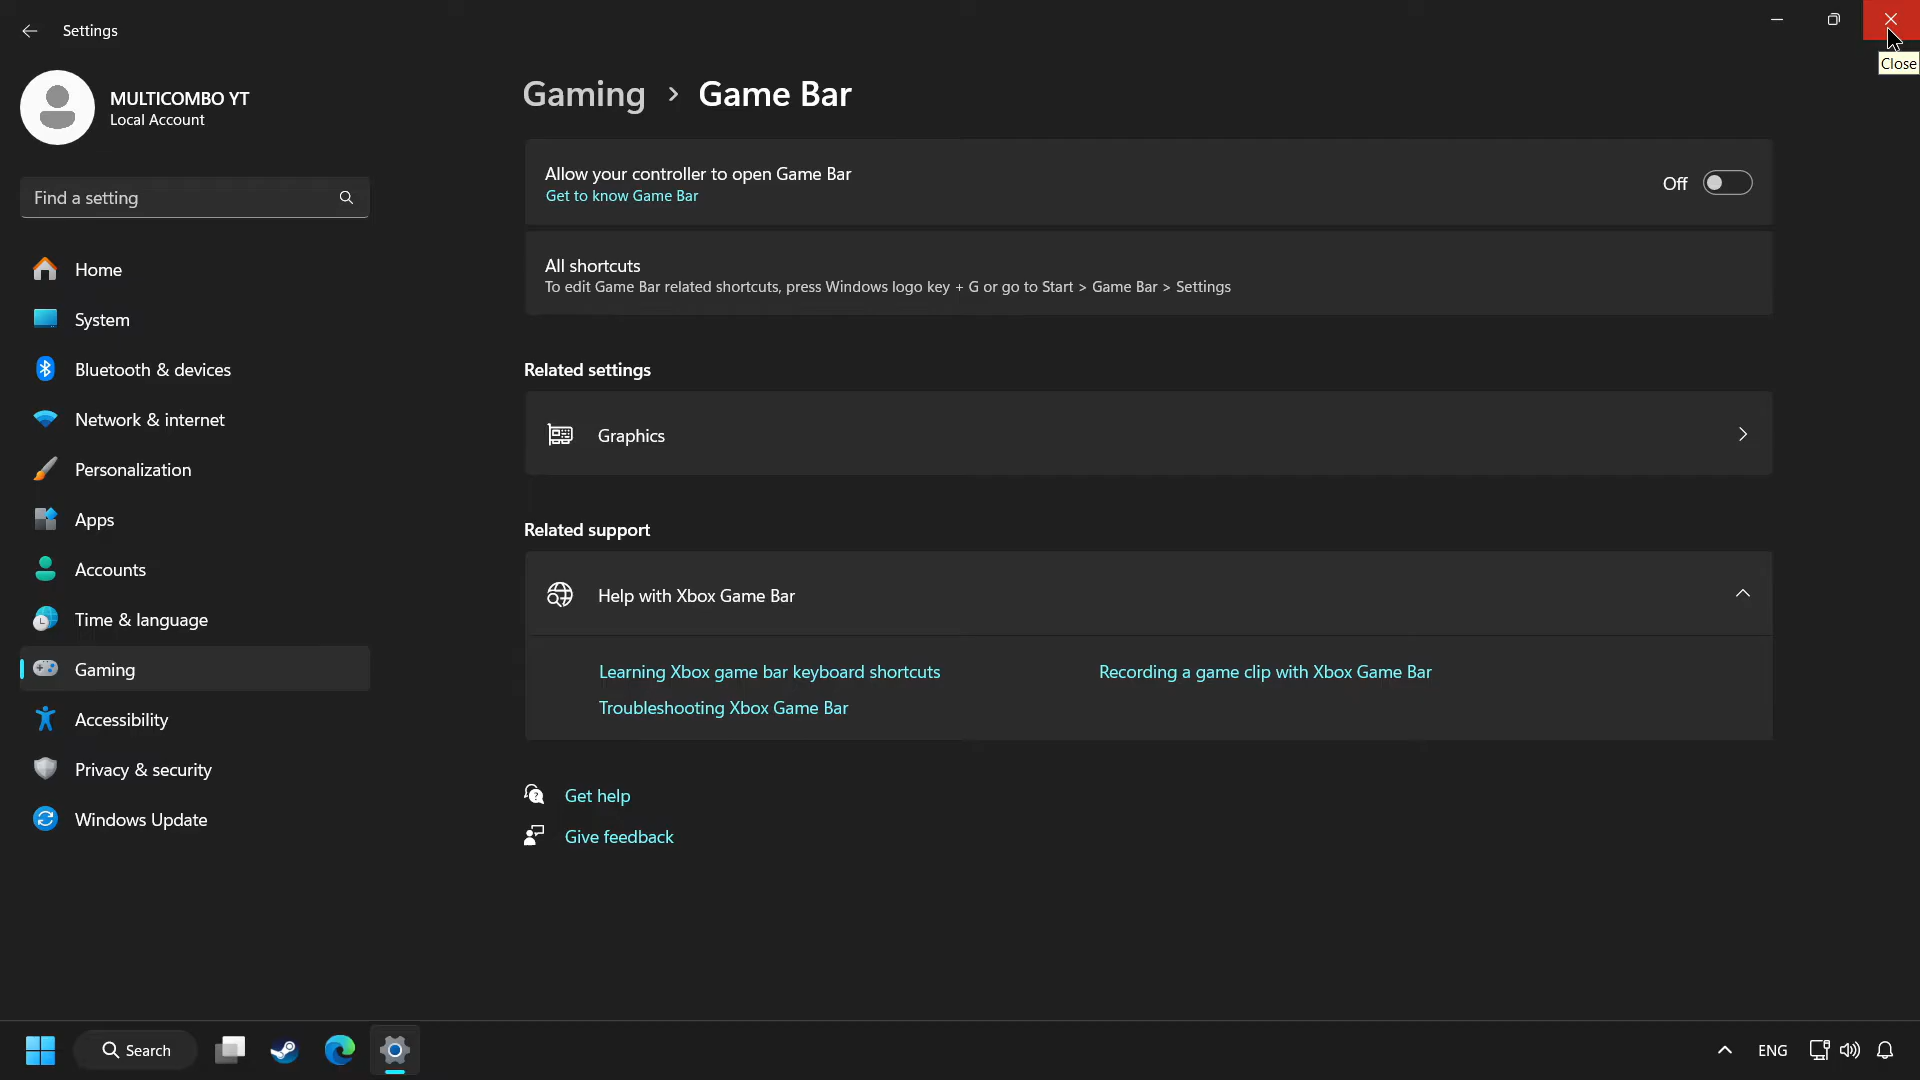 Settings
Close
MULTICOMBO YT
Local Account
Find a setting
Home
System
Bluetooth & devices
Network & internet
Personalization
Apps
Accounts
Time & language
Gaming
Accessibility
Privacy & security
Windows Update
Gaming > Game Bar
Allow your controller to open Game Bar
Get to know Game Bar
Off
All shortcuts
To edit Game Bar related shortcuts, press Windows logo key + G or go to Start > Game Bar > Settings
Related settings
Graphics
Related support
Help with Xbox Game Bar
Learning Xbox game bar keyboard shortcuts
Recording a game clip with Xbox Game Bar
Troubleshooting Xbox Game Bar
Get help
Give feedback
Search
ENG